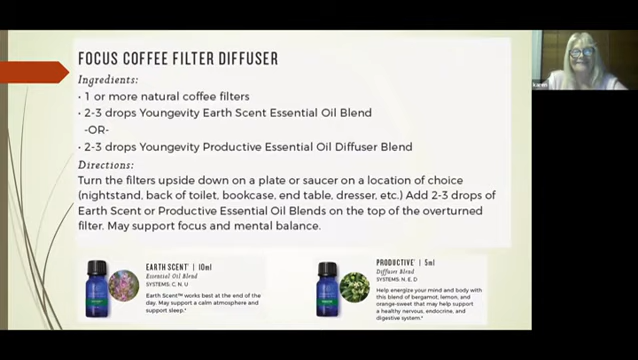 FOCUS COFFEE FILTER DIFFUSER
Ingredients:
• 1 or more natural coffee filters
• 2-3 drops Youngevity Earth Scent Essential Oil Blend
-OR-
• 2-3 drops Youngevity Productive Essential Oil Diffuser Blend
Directions:
Turn the filters upside down on a plate or saucer on a location of choice
(nightstand, back of toilet, bookcase, end table, dresser, etc.) Add 2-3 drops of
Earth Scent or Productive Essential Oil Blends on the top of the overturned
filter. May support focus and mental balance.
EARTH SCENT® | 10ml
Essential Oil Blend
SYSTEMS: C, N, U
Earth Scent™ works best at the end of the
day. May support a calm atmosphere and
support sleep.*
PRODUCTIVE® | 5ml
Diffuser Blend
SYSTEMS: N, E, D
Help energize your mind and body with
this blend of bergamot, lemon, and
orange-sweet that may help support
a healthy nervous, endocrine, and
digestive system.*